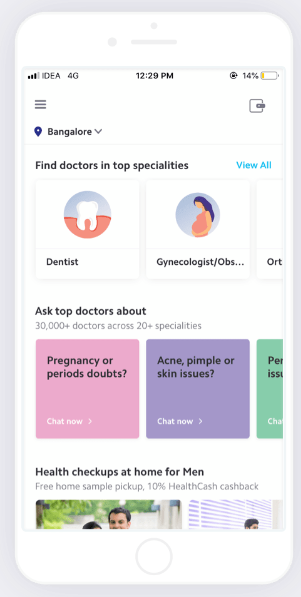 IDEA 4G 12:29 PM 14%
Bangalore
Find doctors in top specialities View All
Dentist Gynecologist/Obs... Ort
Ask top doctors about
30,000+ doctors across 20+ specialities
Pregnancy or
periods doubts?
Chat now >
Acne, pimple or
skin issues?
Chat now >
Per
issu
Cha
Health checkups at home for Men
Free home sample pickup, 10% HealthCash cashback